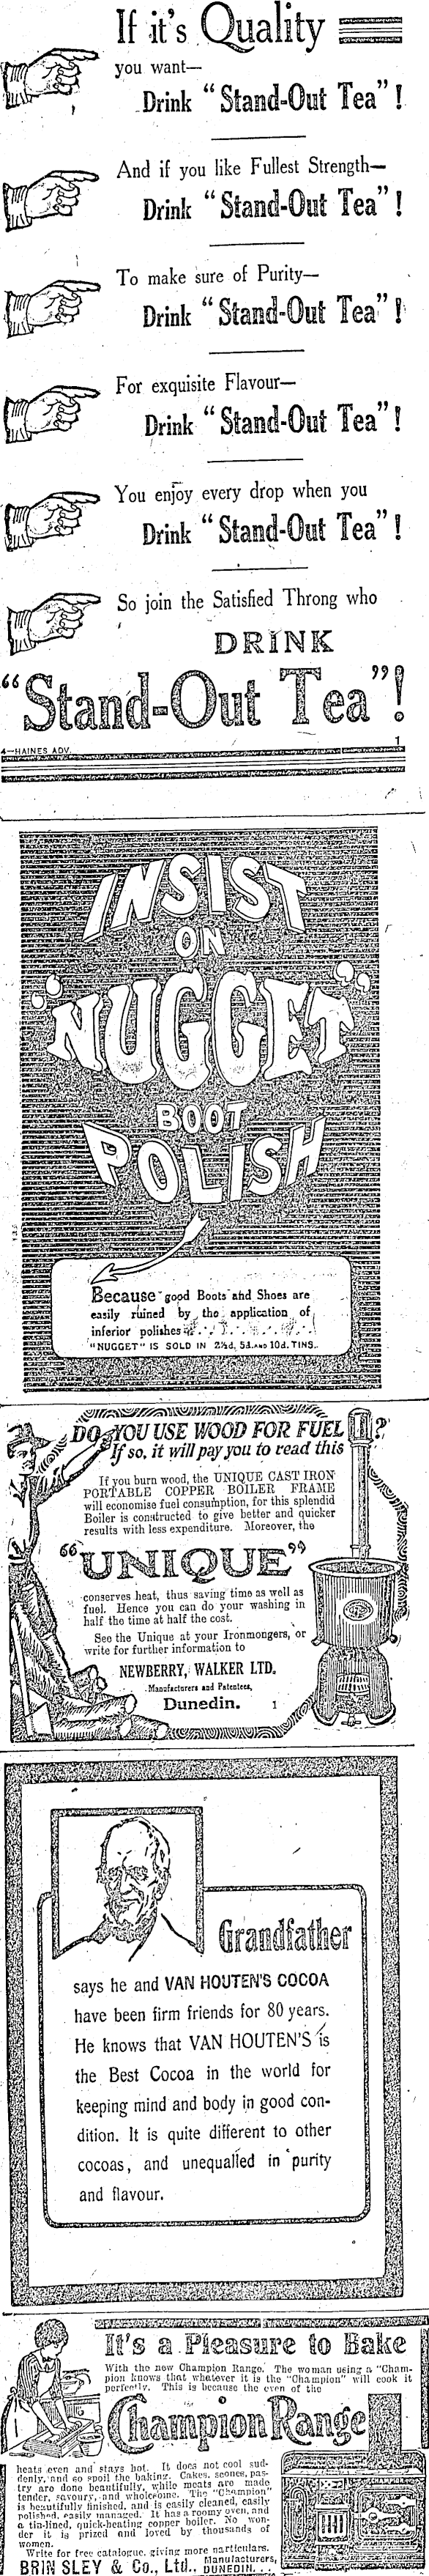 If it's Quality
you want—
Drink "Stand-Out Tea"!
And if you like Fullest Strength—
Drink "Stand-Out Tea"!
To make sure of Purity—
Drink "Stand-Out Tea"!
For exquisite Flavour—
Drink "Stand-Out Tea"!
You enjoy every drop when you
Drink "Stand-Out Tea"!
So join the Satisfied Throng who
DRINK
"Stand-Out Tea"!
4—HAINES ADV. 1
INSIST
ON
"NUGGET"
BOOT
POLISH
Because good Boots and Shoes are
easily ruined by the application of
inferior polishes
"NUGGET" IS SOLD IN 2½d, 5d. AND 10d. TINS.
DO YOU USE WOOD FOR FUEL?
If so, it will pay you to read this
If you burn wood, the UNIQUE CAST IRON
PORTABLE COPPER BOILER FRAME
will economise fuel consumption, for this splendid
Boiler is constructed to give better and quicker
results with less expenditure. Moreover, the
"UNIQUE"
conserves heat, thus saving time as well as
fuel. Hence you can do your washing in
half the time at half the cost.
See the Unique at your Ironmongers, or
write for further information to
NEWBERRY, WALKER LTD.
Manufacturers and Patentees,
Dunedin. 1
Grandfather
says he and VAN HOUTEN'S COCOA
have been firm friends for 80 years.
He knows that VAN HOUTEN'S is
the Best Cocoa in the world for
keeping mind and body in good con-
dition. It is quite different to other
cocoas, and unequalled in purity
and flavour.
It's a Pleasure to Bake
With the new Champion Range. The woman using a "Cham-
pion knows that whatever it is the "Champion" will cook it
perfectly. This is because the oven of the
Champion Range
heats even and stays hot. It does not cool sud-
denly, and so spoil the baking. Cakes, scones, pas-
try are done beautifully, while meats are made
tender, savoury, and wholesome. The "Champion"
is beautifully finished, and is easily cleaned, easily
polished, easily managed. It has a roomy oven, and
a tin-lined, quick-heating copper boiler. No won-
der it is prized and loved by thousands of
women.
Write for free catalogue, giving more particulars.
BRINSLEY & Co., Ltd., Manufacturers, DUNEDIN.